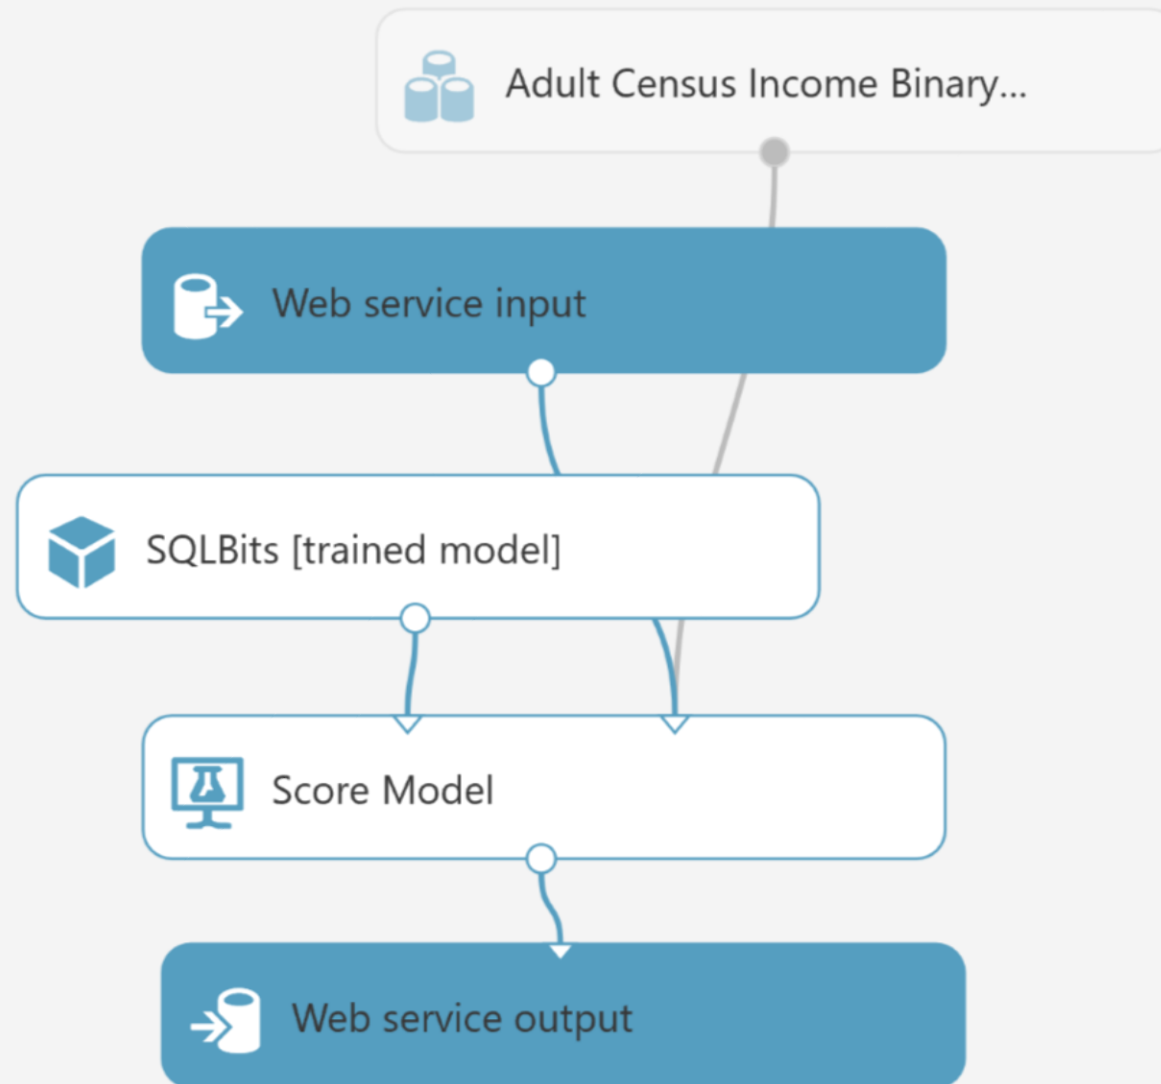 Adult Census Income Binary...
Web service input
SQLBits [trained model]
Score Model
Web service output